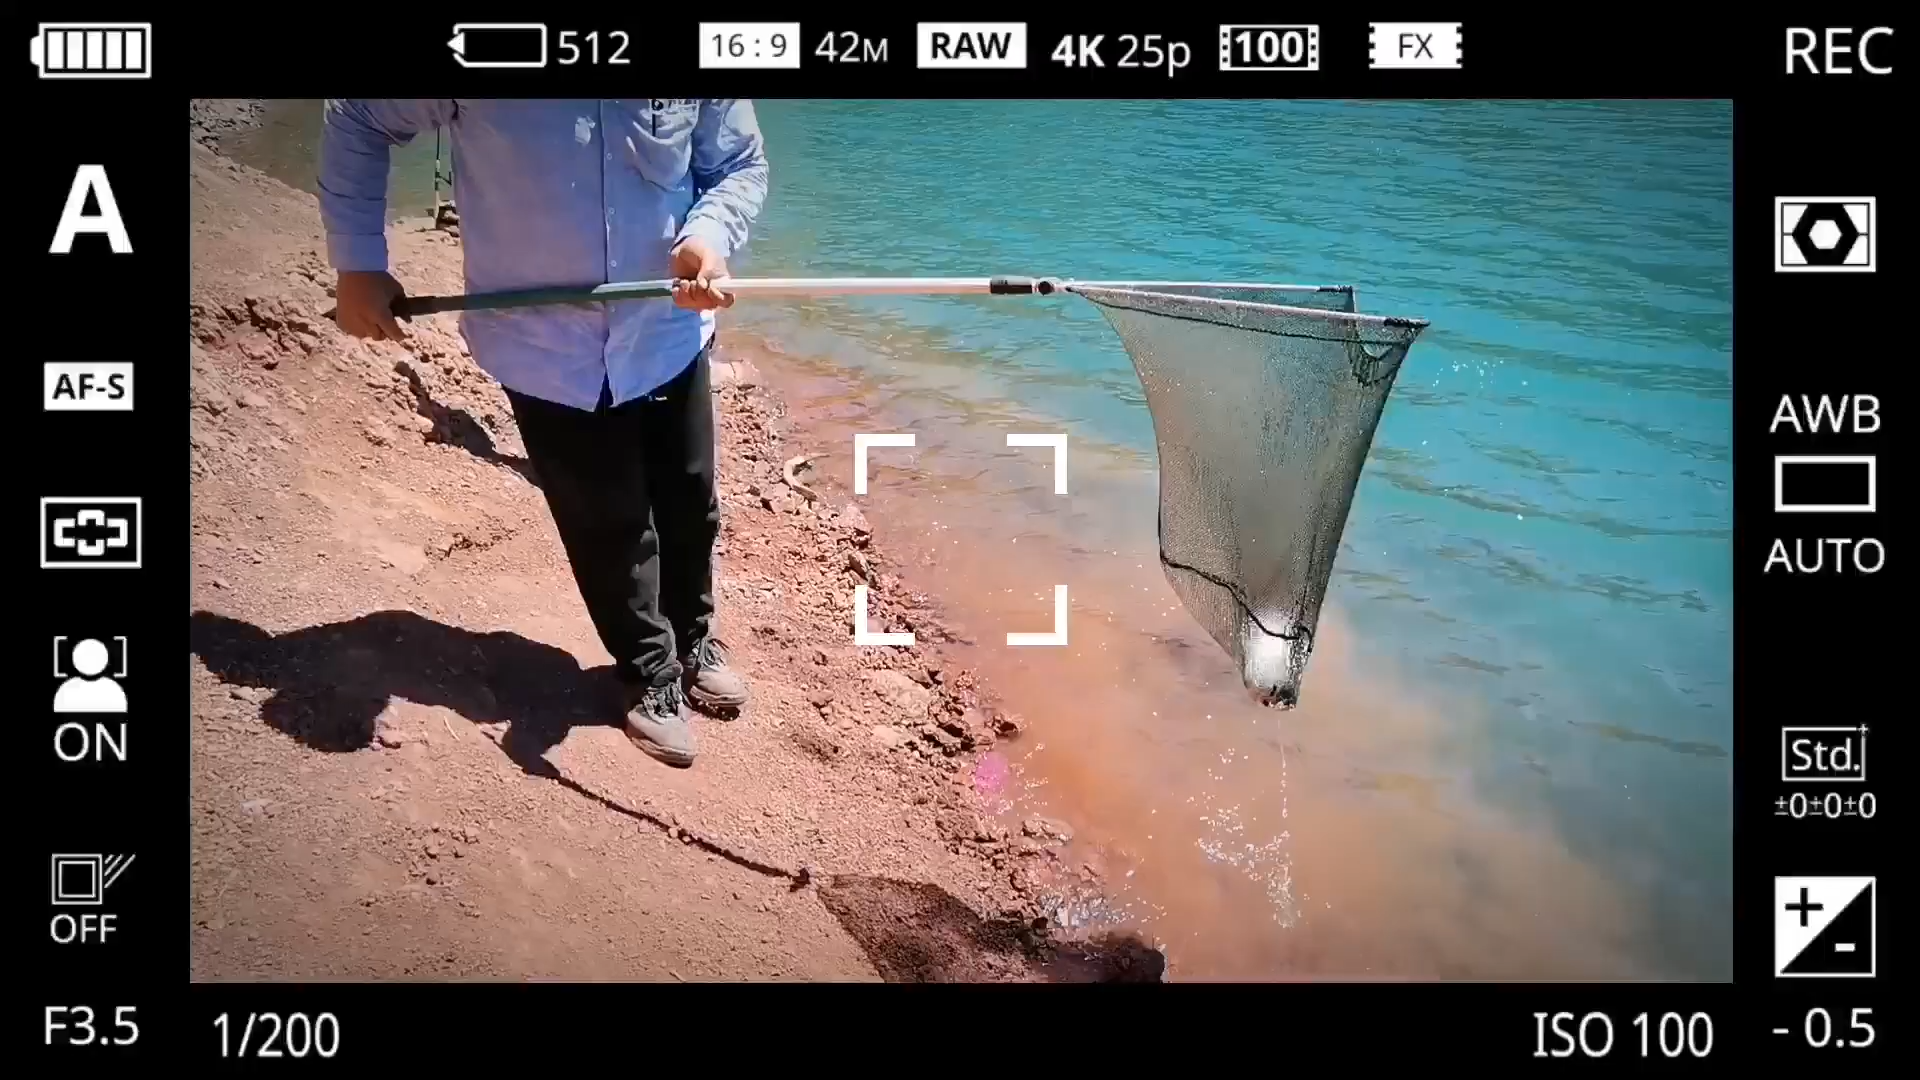 512 16:9 42M RAW 4K 25p 100 FX REC
A
AF-S
AWB
AUTO
ON
Std.
±0±0±0
OFF
F3.5 1/200 ISO 100 - 0.5